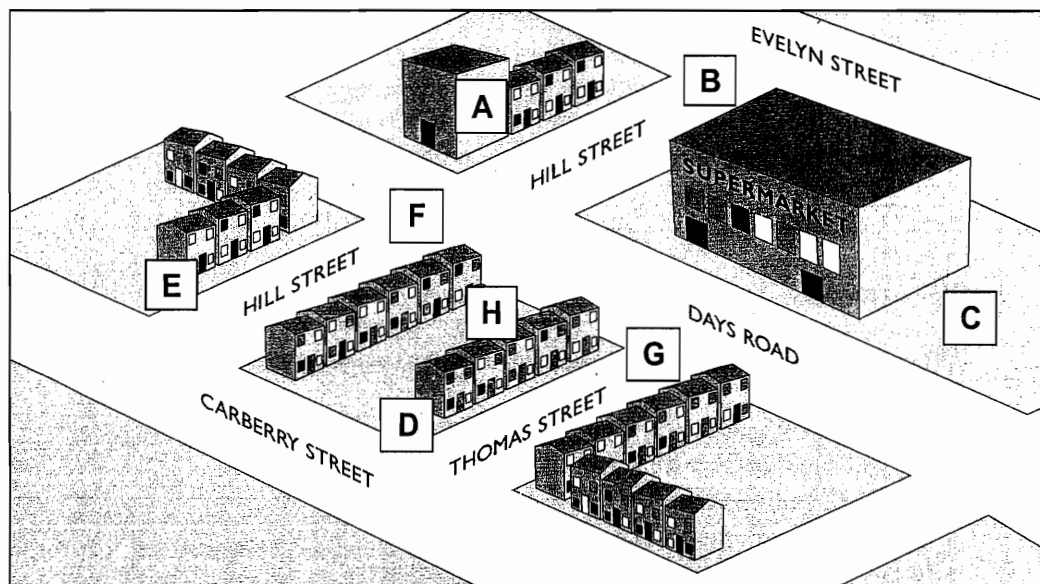 EVELYN STREET
B
A
HILL STREET
SUPERMARKET
F
E
HILL STREET
H
C
DAYS ROAD
G
D
CARBERRY STREET
THOMAS STREET